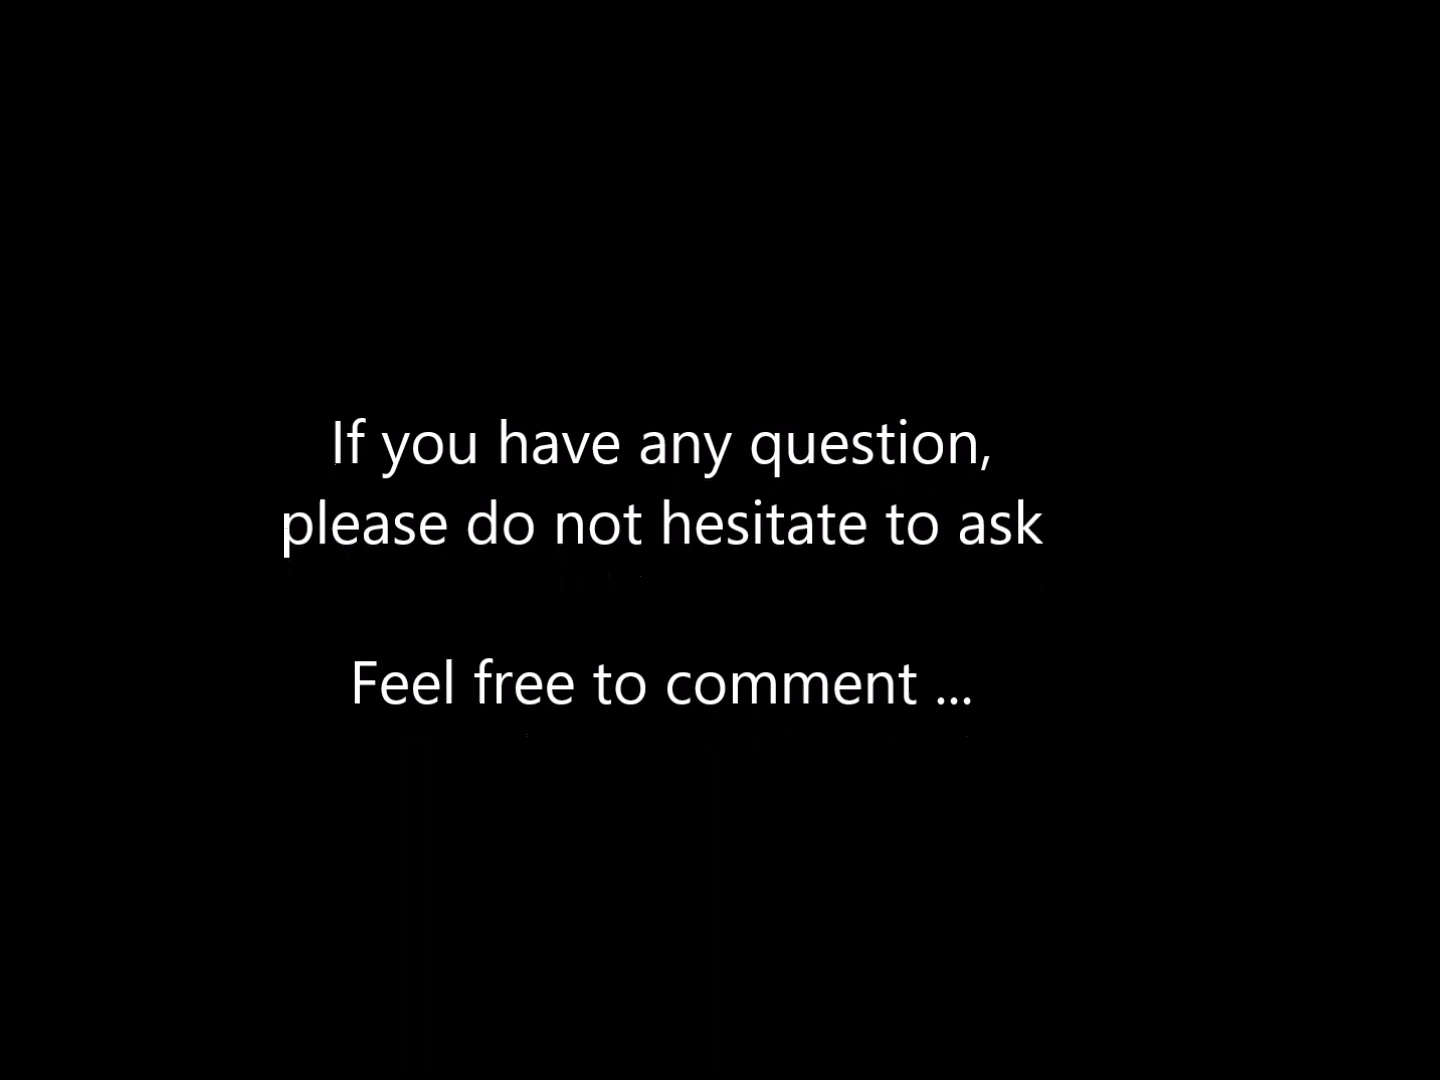 If you have any question,
please do not hesitate to ask
Feel free to comment ...